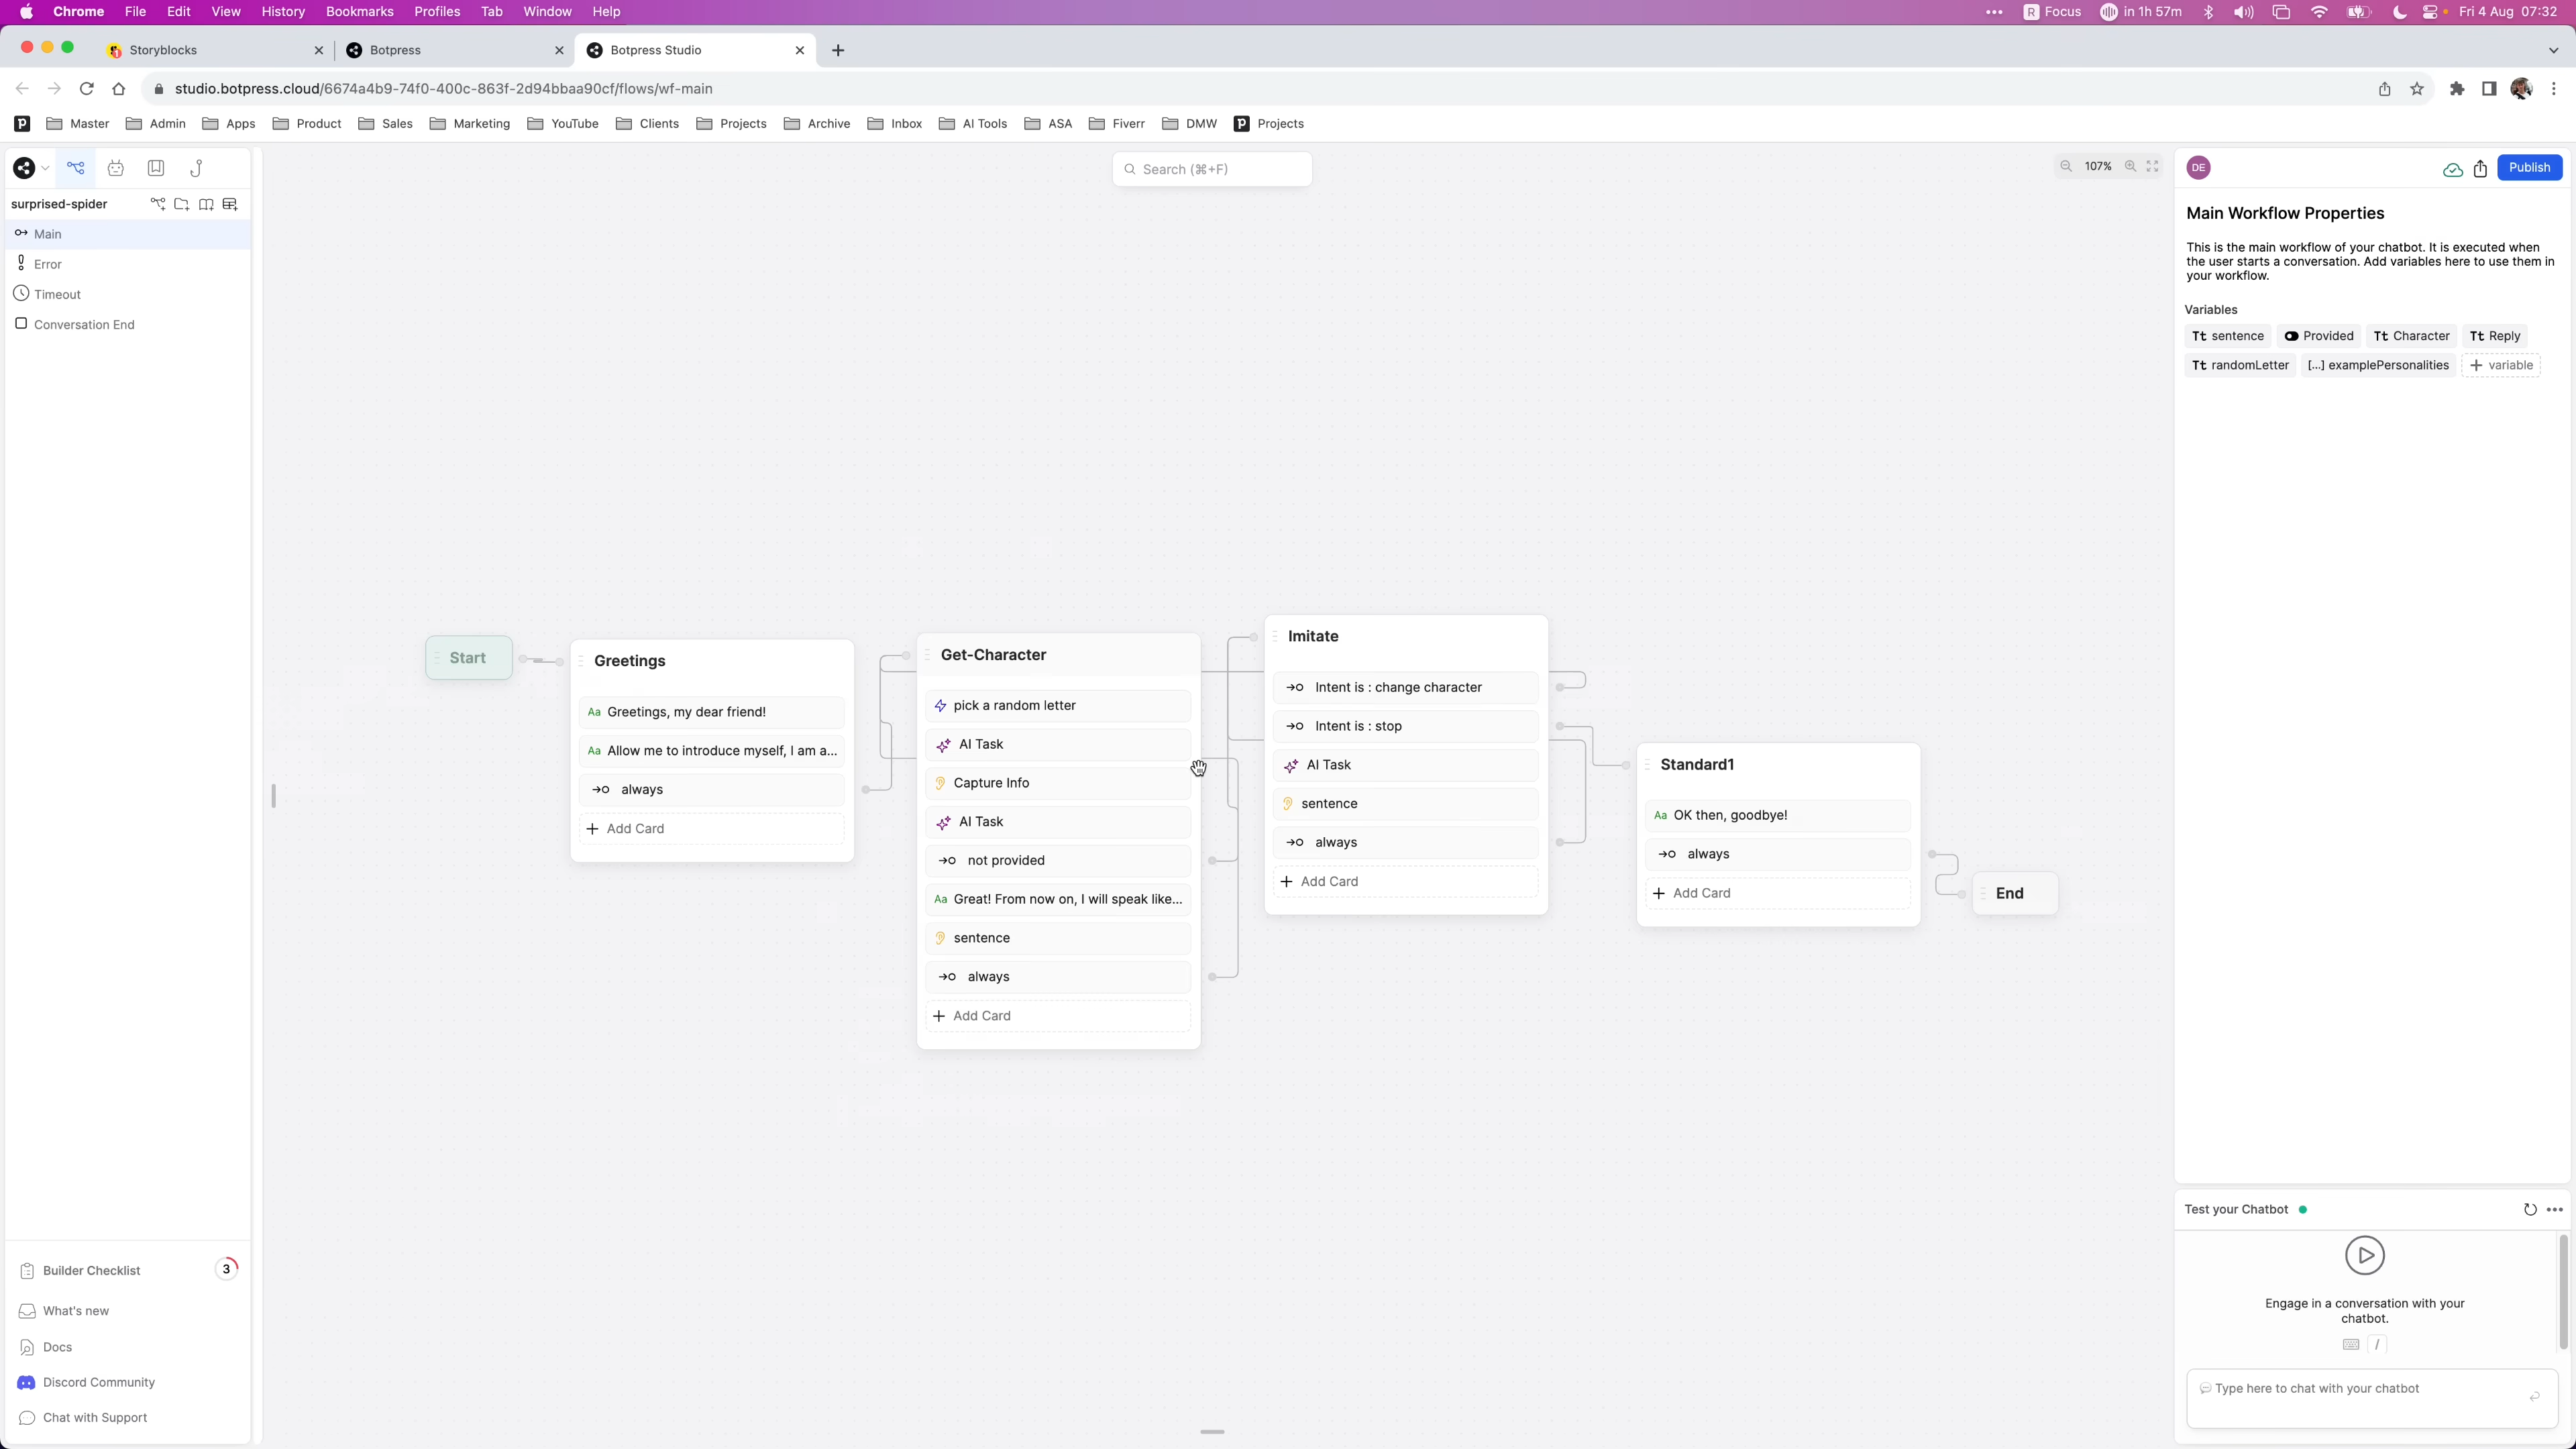 Chrome File Edit View History Bookmarks Profiles Tab Window Help
R Focus in 1h 57m Fri 4 Aug 07:32
Storyblocks
Botpress
Botpress Studio
studio.botpress.cloud/6674a4b9-74f0-400c-863f-2d94bbaa90cf/flows/wf-main
Master Admin Apps Product Sales Marketing YouTube Clients Projects Archive Inbox AI Tools ASA Fiverr DMW Projects
surprised-spider
Main
Error
Timeout
Conversation End
Builder Checklist 3
What's new
Docs
Discord Community
Chat with Support
Search (⌘+F)
107%
Start
Greetings
Aa Greetings, my dear friend!
Aa Allow me to introduce myself, I am a...
always
+ Add Card
Get-Character
pick a random letter
AI Task
Capture Info
AI Task
not provided
Aa Great! From now on, I will speak like...
sentence
always
+ Add Card
Imitate
Intent is : change character
Intent is : stop
AI Task
sentence
always
+ Add Card
Standard1
Aa OK then, goodbye!
always
+ Add Card
End
DE
Publish
Main Workflow Properties
This is the main workflow of your chatbot. It is executed when
the user starts a conversation. Add variables here to use them in
your workflow.
Variables
Tt sentence Provided Tt Character Tt Reply
Tt randomLetter [...] examplePersonalities + variable
Test your Chatbot
Engage in a conversation with your
chatbot.
/
Type here to chat with your chatbot